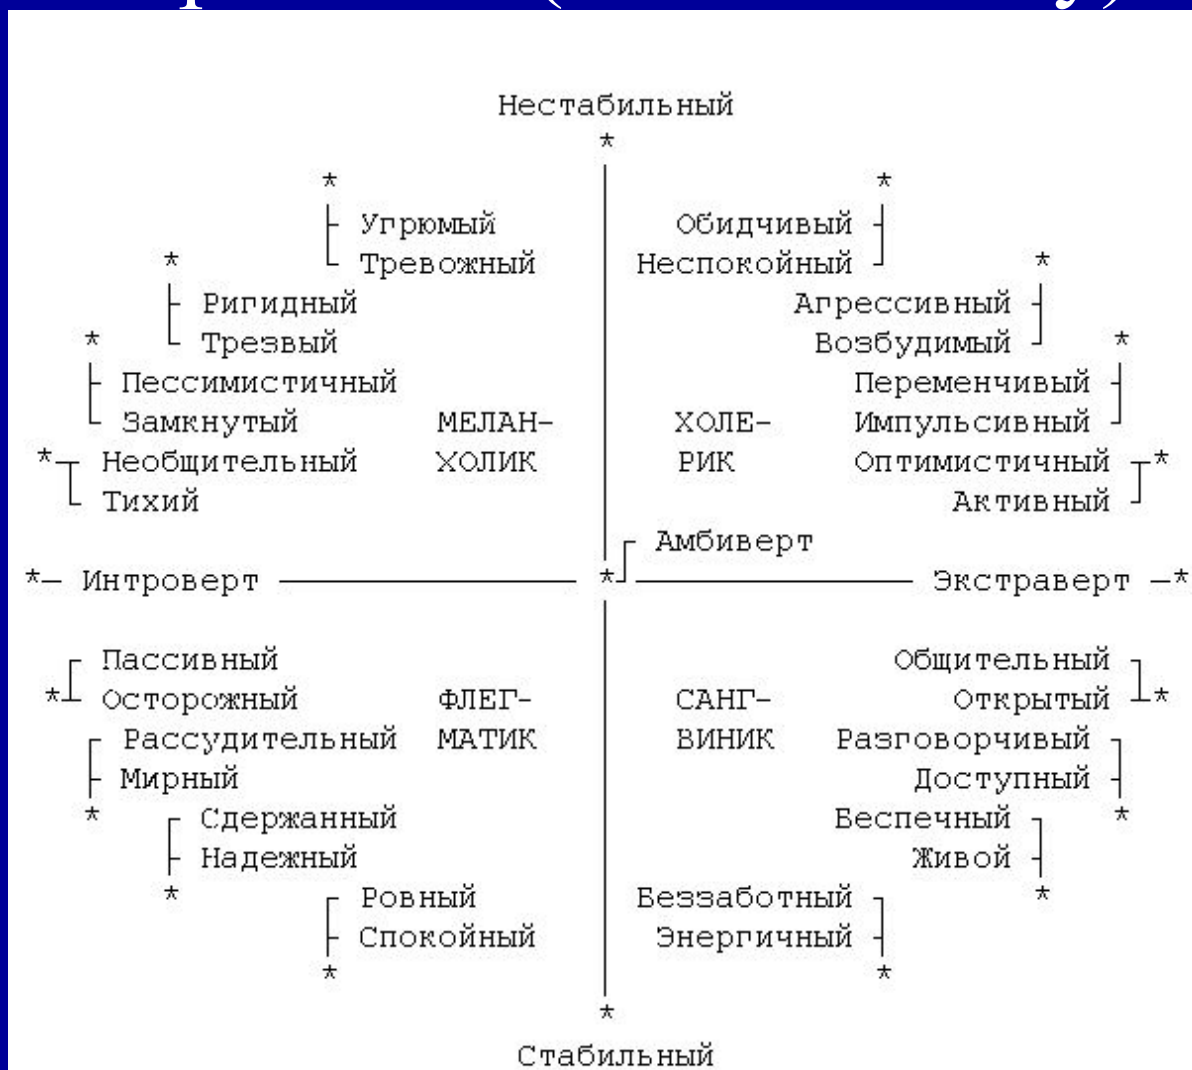 Нестабильный
Угрюмый Обидчивый
Тревожный Неспокойный
Ригидный Агрессивный
Трезвый Возбудимый
Пессимистичный Переменчивый
Замкнутый МЕЛАН- ХОЛЕ- Импульсивный
Необщительный ХОЛИК РИК Оптимистичный
Тихий Активный
Амбиверт
Интроверт Экстраверт
Пассивный Общительный
Осторожный ФЛЕГ- САНГ- Открытый
Рассудительный МАТИК ВИНИК Разговорчивый
Мирный Доступный
Сдержанный Беспечный
Надежный Живой
Ровный Беззаботный
Спокойный Энергичный
Стабильный